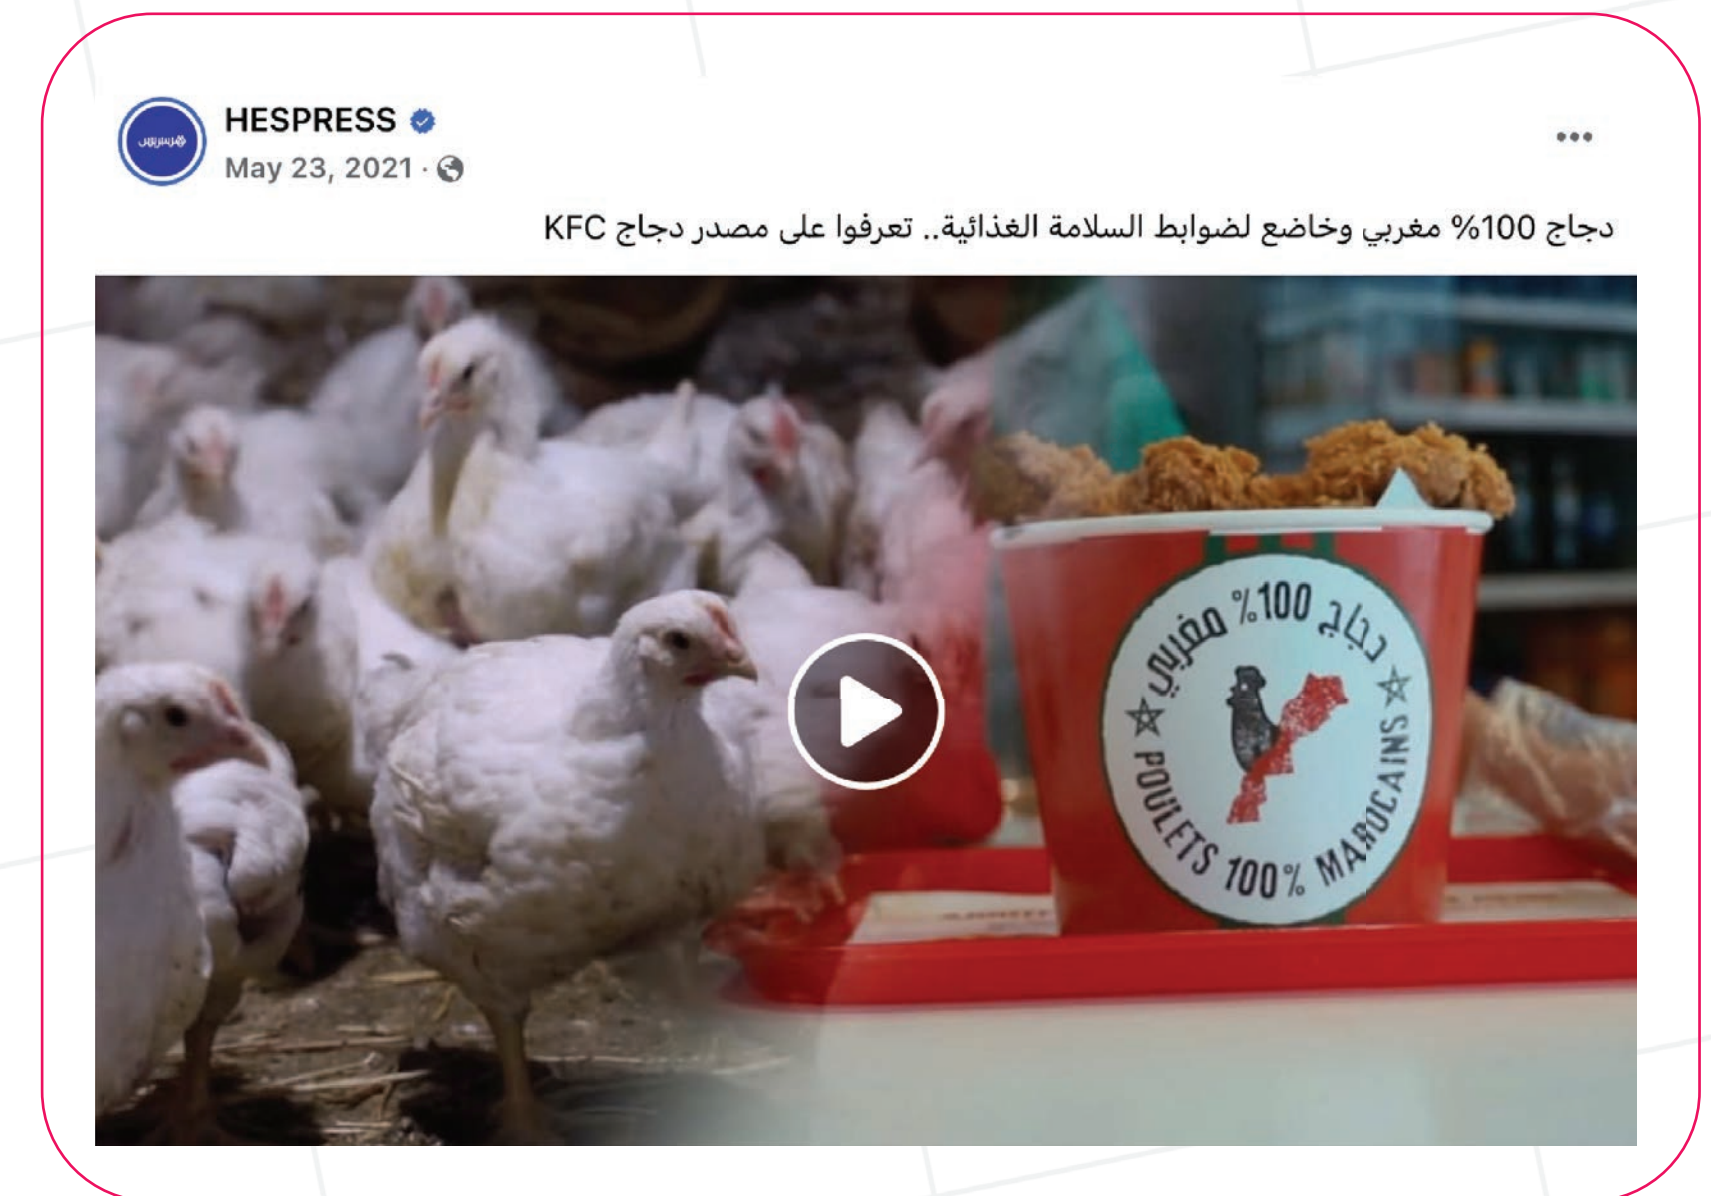 هسبريس
HESPRESS
May 23, 2021 ·
دجاج 100% مغربي وخاضع لضوابط السلامة الغذائية.. تعرفوا على مصدر دجاج KFC
دجاج 100% مغربي
POULETS 100% MAROCAINS